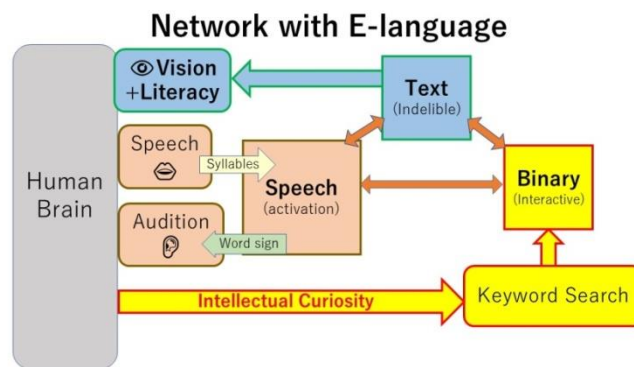 Network with E-language
Vision
+Literacy
Text
(Indelible)
Speech
Syllables
Human
Brain
Speech
(activation)
Binary
(Interactive)
Audition
Word sign
Intellectual Curiosity
Keyword Search